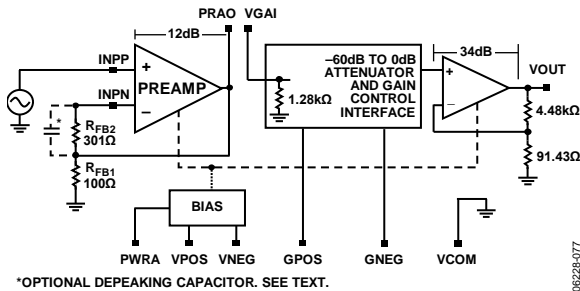 PRAO VGAI
12dB
34dB
INPP
+
PREAMP
INPN
–
*
RFB2
301Ω
RFB1
100Ω
1.28kΩ
–60dB TO 0dB
ATTENUATOR
AND GAIN
CONTROL
INTERFACE
+
–
VOUT
4.48kΩ
91.43Ω
BIAS
PWRA VPOS VNEG GPOS GNEG VCOM
*OPTIONAL DEPEAKING CAPACITOR. SEE TEXT.
06228-077